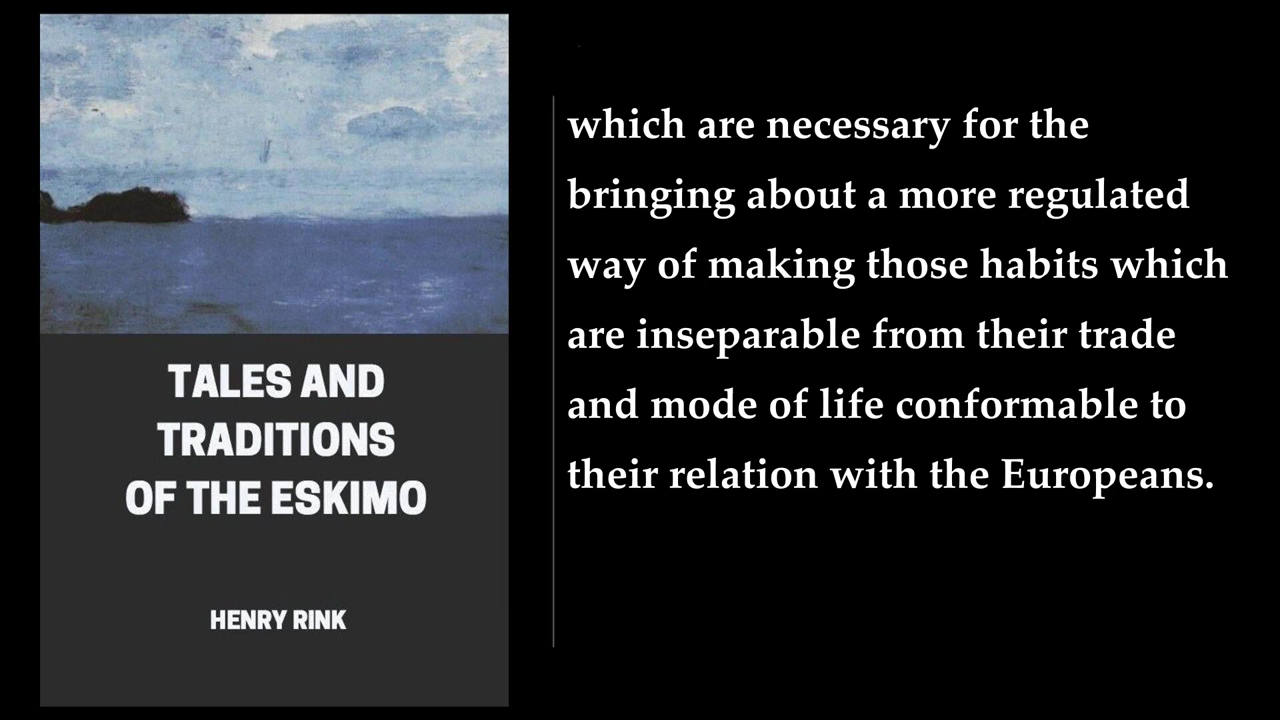 TALES AND
TRADITIONS
OF THE ESKIMO
HENRY RINK
which are necessary for the
bringing about a more regulated
way of making those habits which
are inseparable from their trade
and mode of life conformable to
their relation with the Europeans.